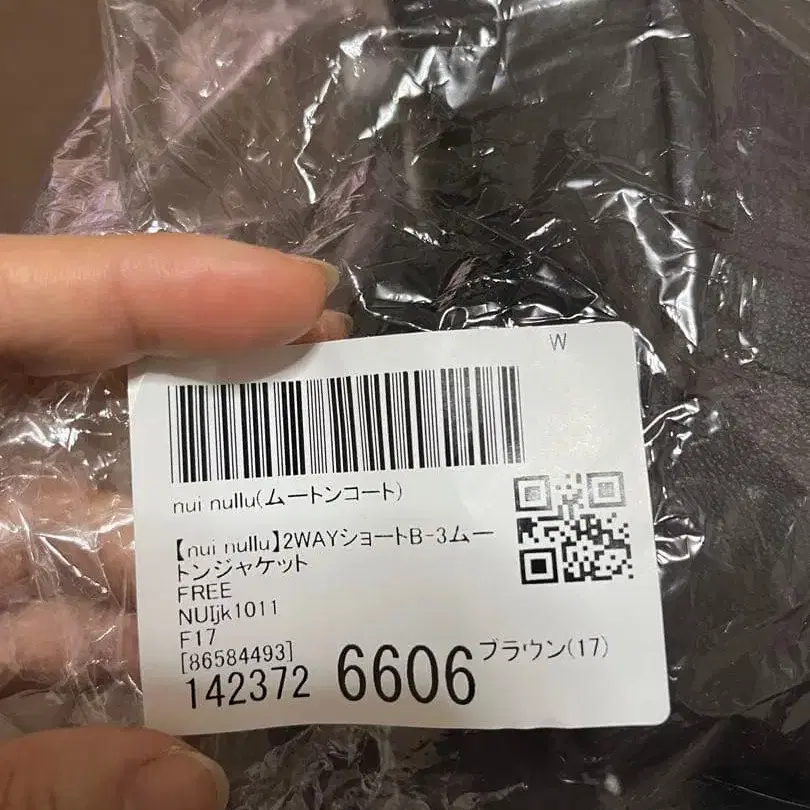 W
nui nullu(ムートンコート)
【nui nullu】2WAYショートB-3ムー
トンジャケット
FREE
NUIjk1011
F17
[86584493]
142372 6606 ブラウン(17)